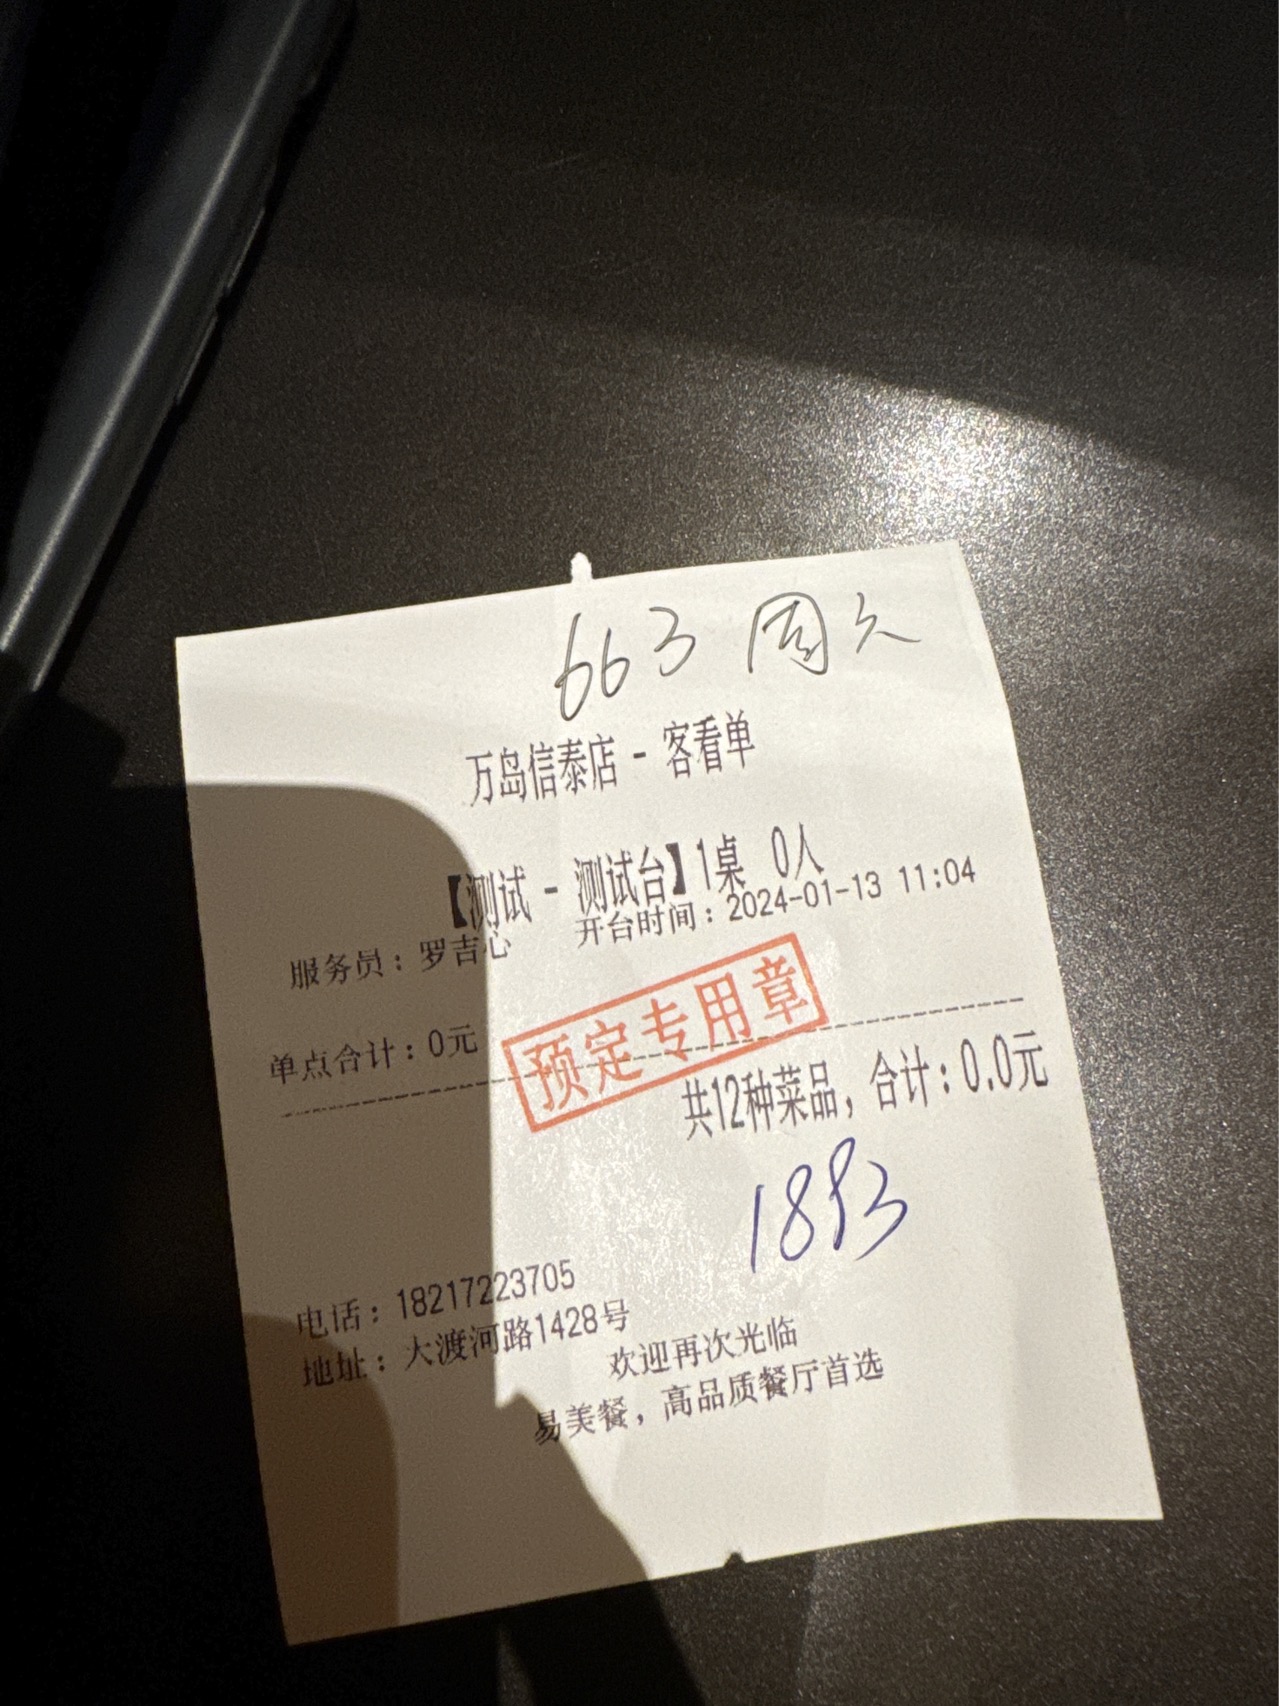 663 周久
万岛信泰店 - 客看单
【测试 - 测试台】1桌 0人
服务员：罗吉心 开台时间：2024-01-13 11:04
预定专用章
单点合计：0元
共12种菜品，合计：0.0元
1893
电话：18217223705
地址：大渡河路1428号
欢迎再次光临
易美餐，高品质餐厅首选